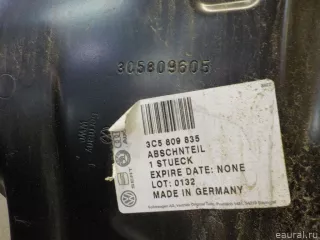 3C5809605
3C5 809 635
ABSCHNTEIL
1 STUECK
EXPIRE DATE: NONE
LOT: 0132
MADE IN GERMANY
eaural.ru